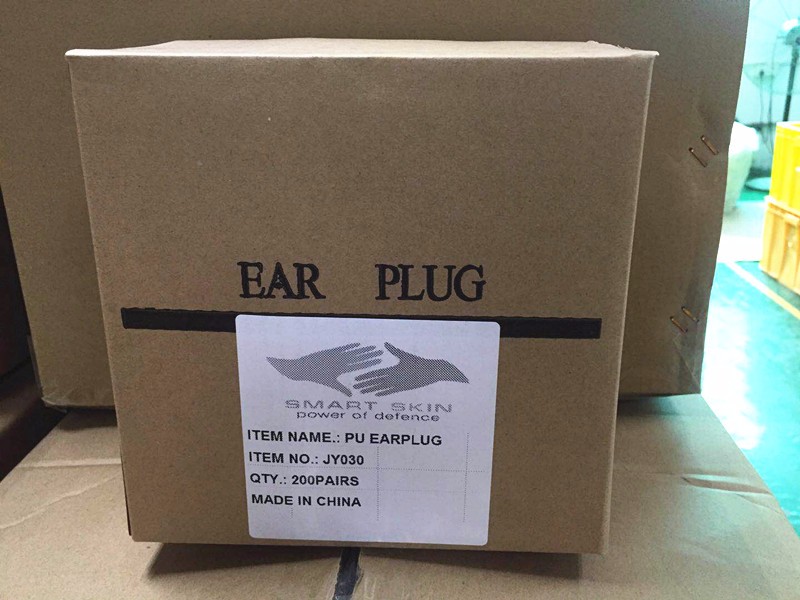 EAR PLUG
SMART SKIN
power of defence
ITEM NAME.: PU EARPLUG
ITEM NO.: JY030
QTY.: 200PAIRS
MADE IN CHINA